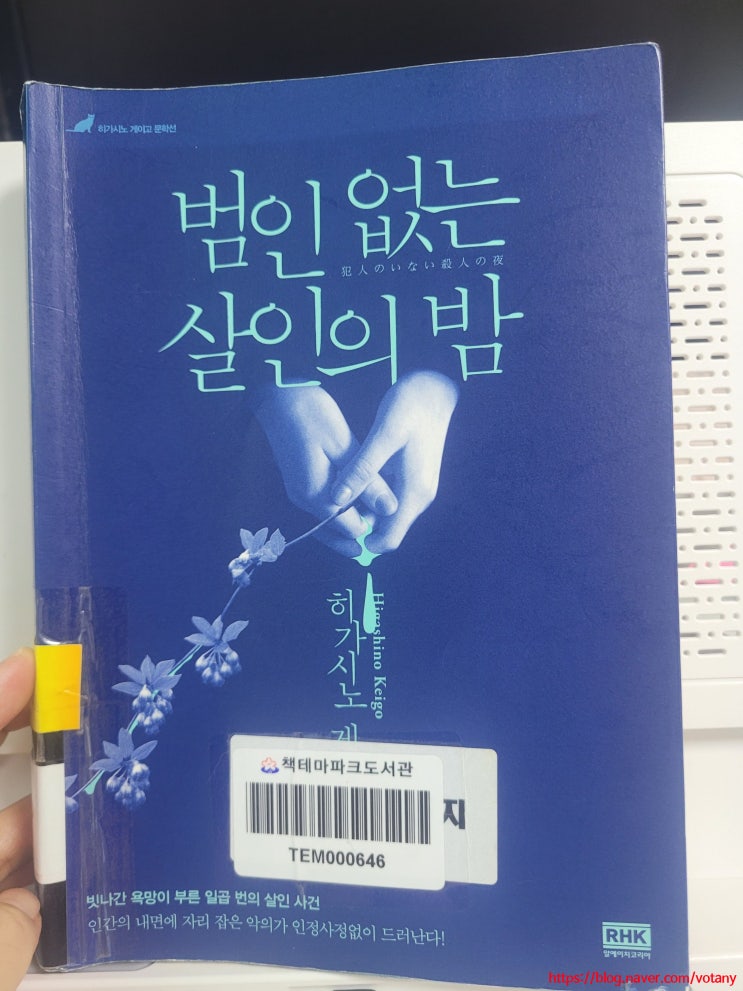 히가시노 게이고 문학선
범인 없는
犯人のいない殺人の夜
살인의 밤
히가시노 게
Higashino Keigo
책테마파크도서관
지
TEM000646
빗나간 욕망이 부른 일곱 번의 살인 사건
인간의 내면에 자리 잡은 악의가 인정사정없이 드러난다!
RHK
알에이치코리아
https://blog.naver.com/votany